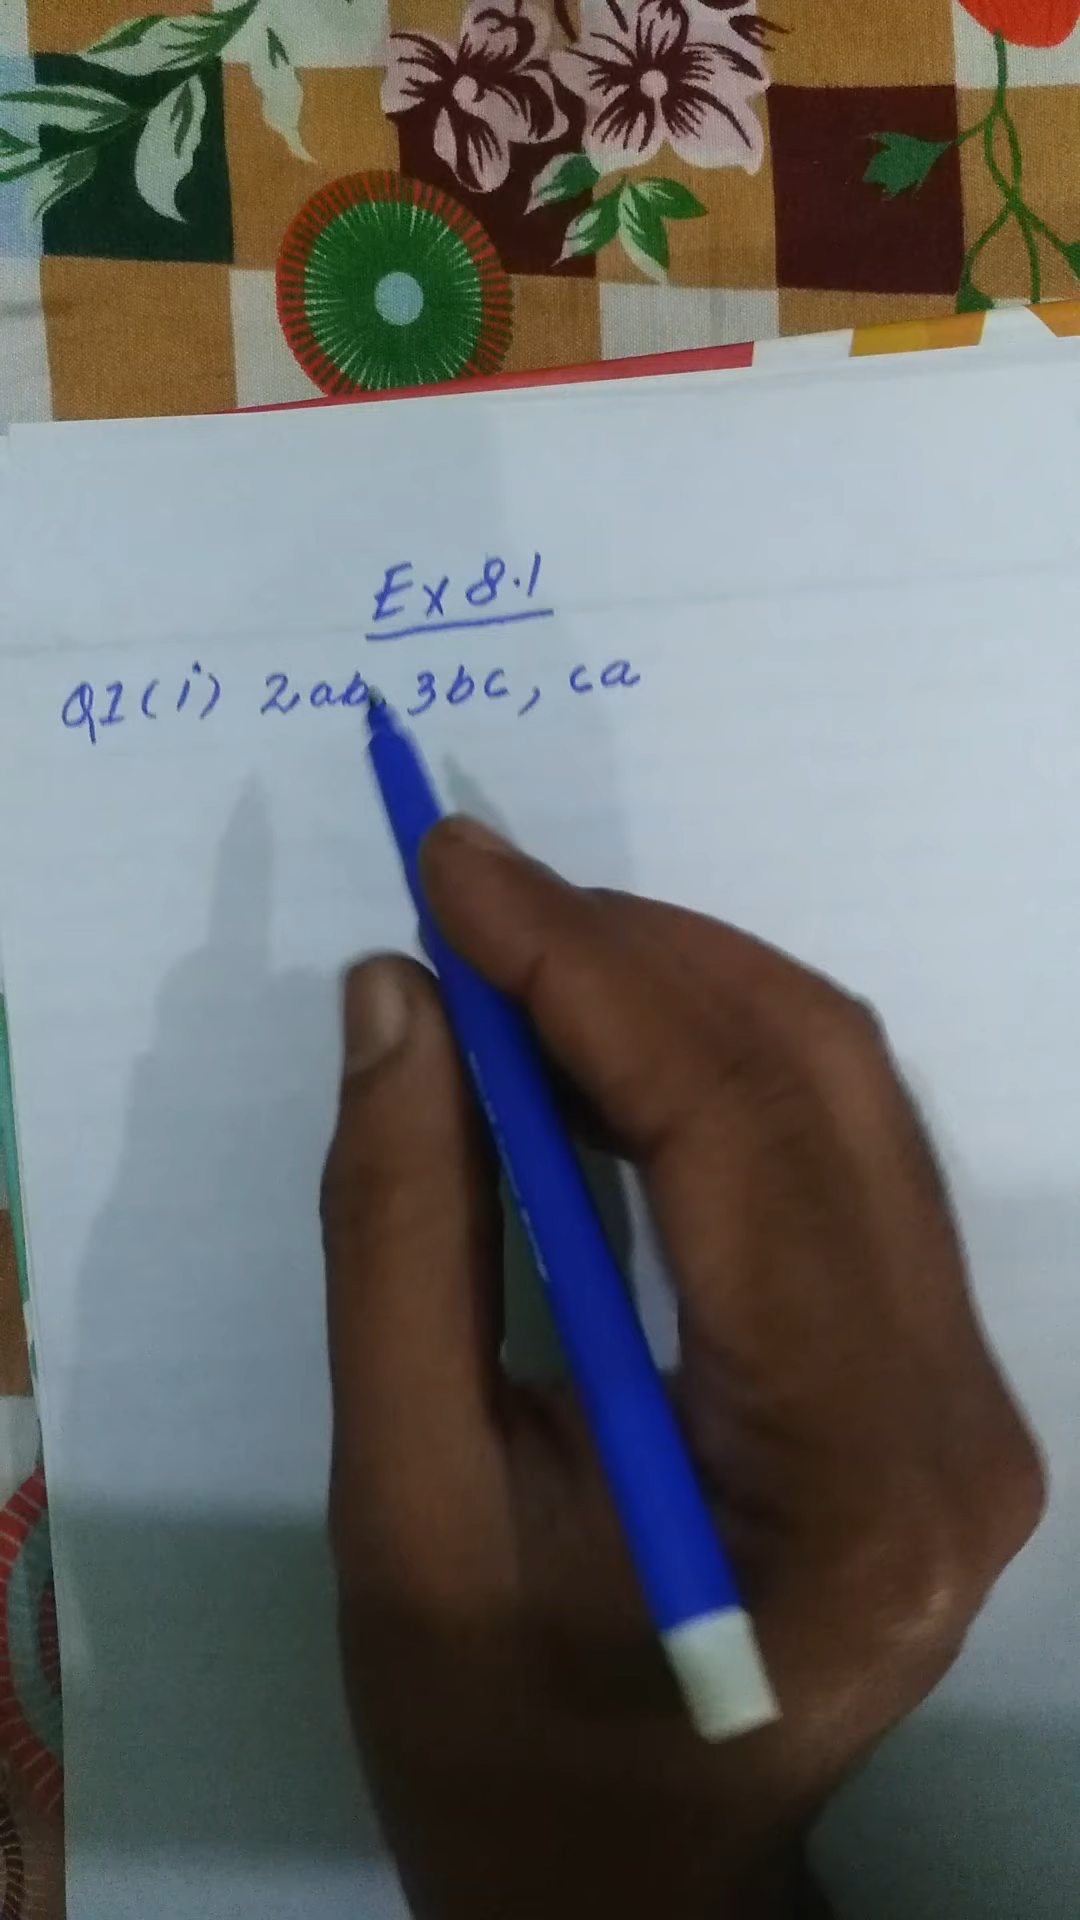 Ex 8.1
Q1(i) 2ab, 3bc, ca